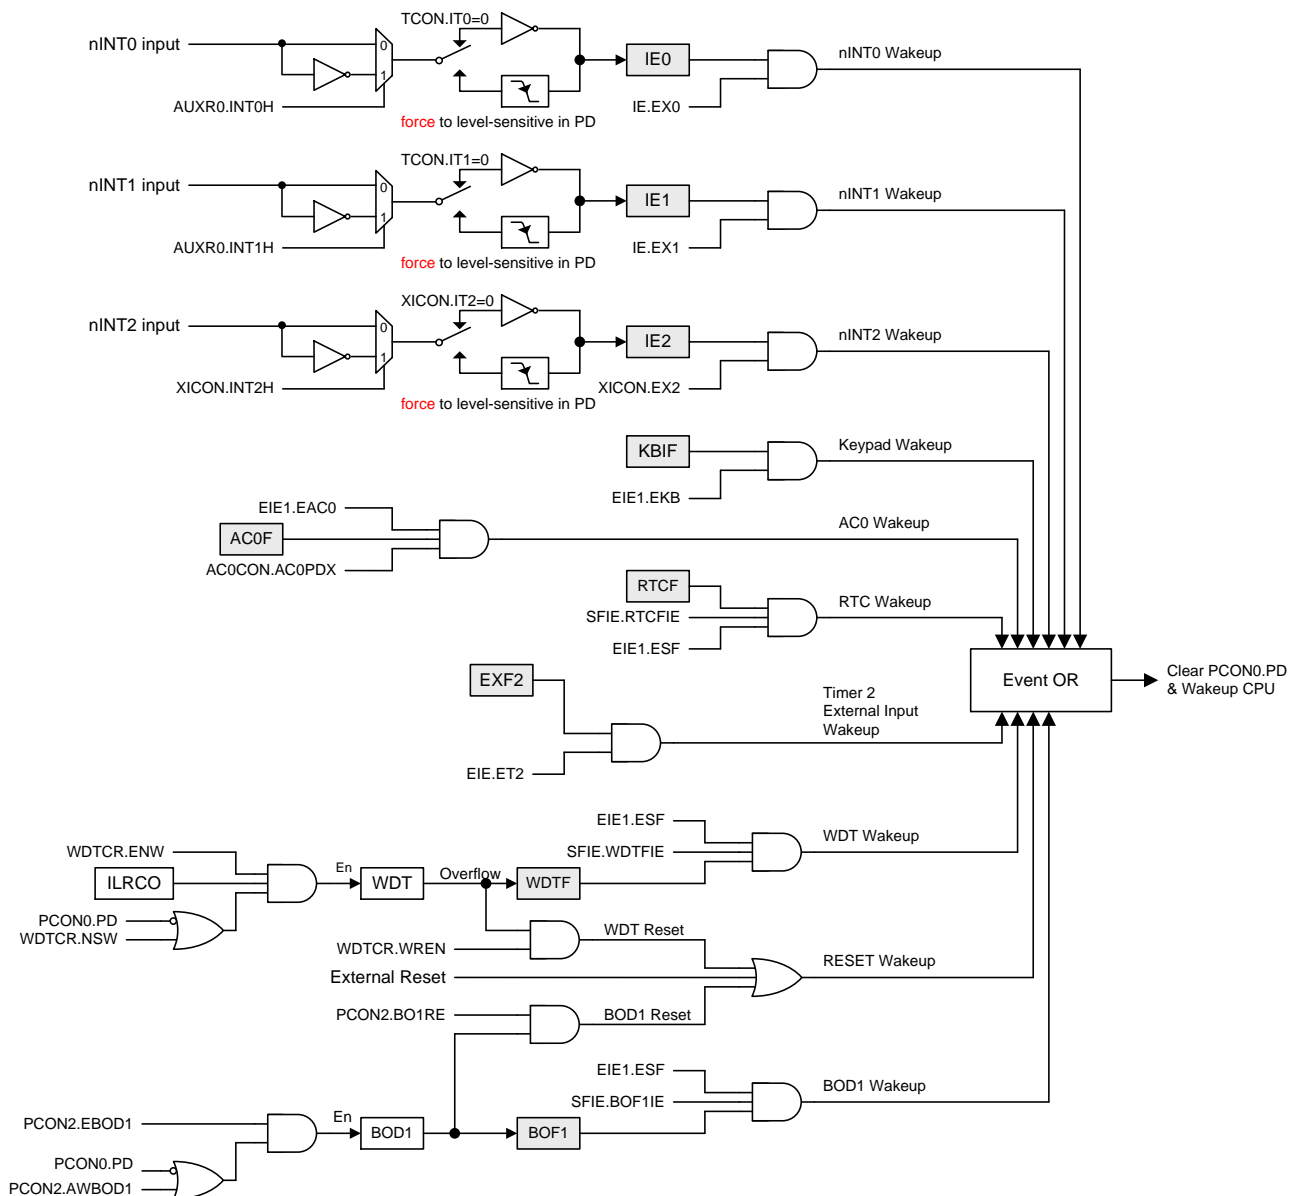 TCON.IT0=0
nINT0 input
0
1
IE0
nINT0 Wakeup
AUXR0.INT0H
IE.EX0
force to level-sensitive in PD
TCON.IT1=0
nINT1 input
0
1
IE1
nINT1 Wakeup
AUXR0.INT1H
IE.EX1
force to level-sensitive in PD
XICON.IT2=0
nINT2 input
0
1
IE2
nINT2 Wakeup
XICON.INT2H
XICON.EX2
force to level-sensitive in PD
KBIF
Keypad Wakeup
EIE1.EKB
EIE1.EAC0
AC0F
AC0 Wakeup
AC0CON.AC0PDX
RTCF
RTC Wakeup
SFIE.RTCFIE
EIE1.ESF
Event OR
Clear PCON0.PD
& Wakeup CPU
EXF2
Timer 2
External Input
Wakeup
EIE.ET2
EIE1.ESF
WDT Wakeup
WDTCR.ENW
SFIE.WDTFIE
ILRCO
En
WDT
Overflow
WDTF
PCON0.PD
WDTCR.NSW
WDTCR.WREN
WDT Reset
External Reset
RESET Wakeup
PCON2.BO1RE
BOD1 Reset
EIE1.ESF
BOD1 Wakeup
SFIE.BOF1IE
PCON2.EBOD1
En
BOD1
BOF1
PCON0.PD
PCON2.AWBOD1